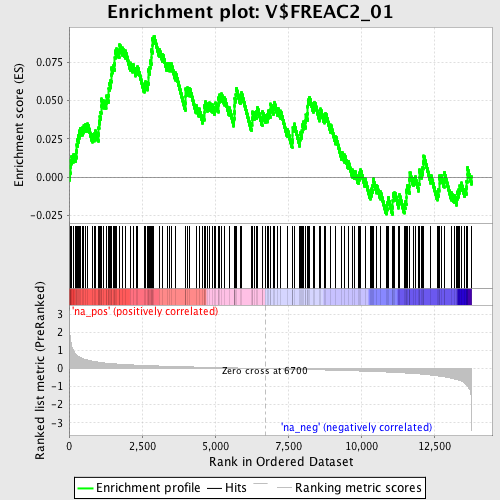 Enrichment plot: V$FREAC2_01
Enrichment score (ES)
0.075
0.050
0.025
0.000
-0.025
'na_pos' (positively correlated)
Ranked list metric (PreRanked)
3
2
1
0
-1
-2
-3
Zero cross at 6700
'na_neg' (negatively correlated)
0 2,500 5,000 7,500 10,000 12,500
Rank in Ordered Dataset
Enrichment profile Hits Ranking metric scores